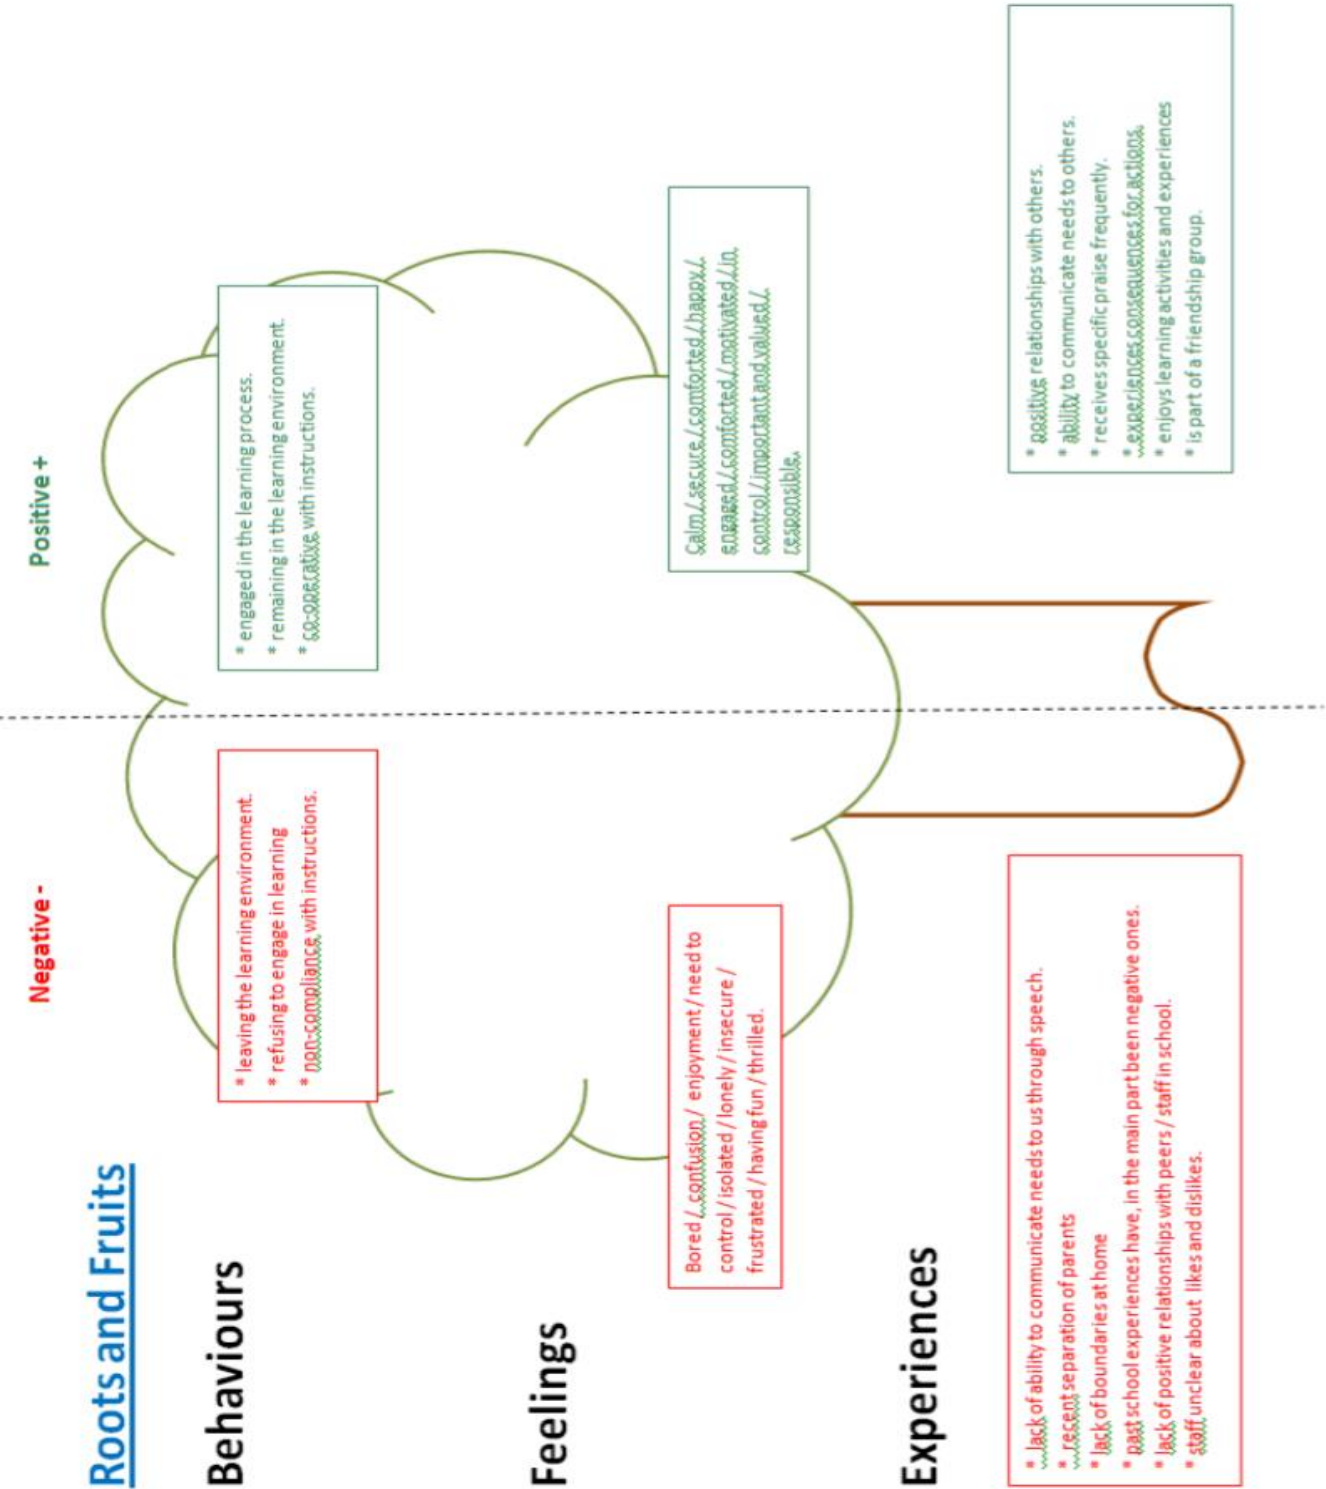 Roots and Fruits
Negative -
Positive +
Behaviours
* leaving the learning environment.
* refusing to engage in learning
* non-compliance with instructions.
* engaged in the learning process.
* remaining in the learning environment.
* co-operative with instructions.
Feelings
Bored / confusion / enjoyment / need to
control / isolated / lonely / insecure /
frustrated / having fun / thrilled.
Calm / secure / comforted / happy /
engaged / comforted / motivated / in
control / important and valued /
responsible.
Experiences
* lack of ability to communicate needs to us through speech.
* recent separation of parents
* lack of boundaries at home
* past school experiences have, in the main part been negative ones.
* lack of positive relationships with peers / staff in school.
* staff unclear about likes and dislikes.
* positive relationships with others.
* ability to communicate needs to others.
* receives specific praise frequently.
* experiences consequences for actions.
* enjoys learning activities and experiences
* is part of a friendship group.